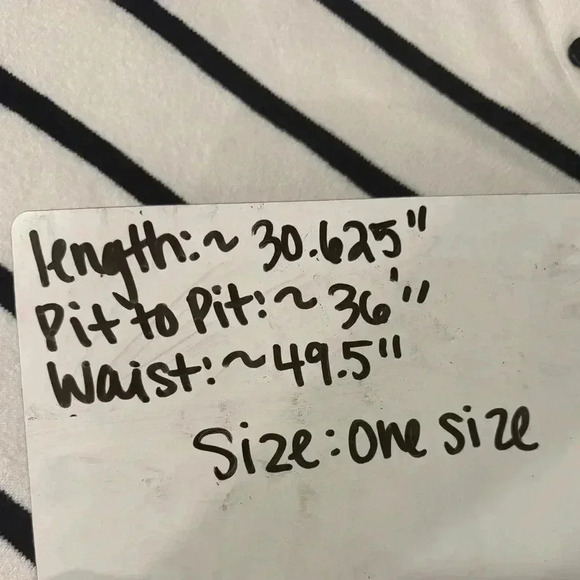 length:~ 30.625"
Pit to Pit:~ 36"
Waist:~49.5"
Size:one size